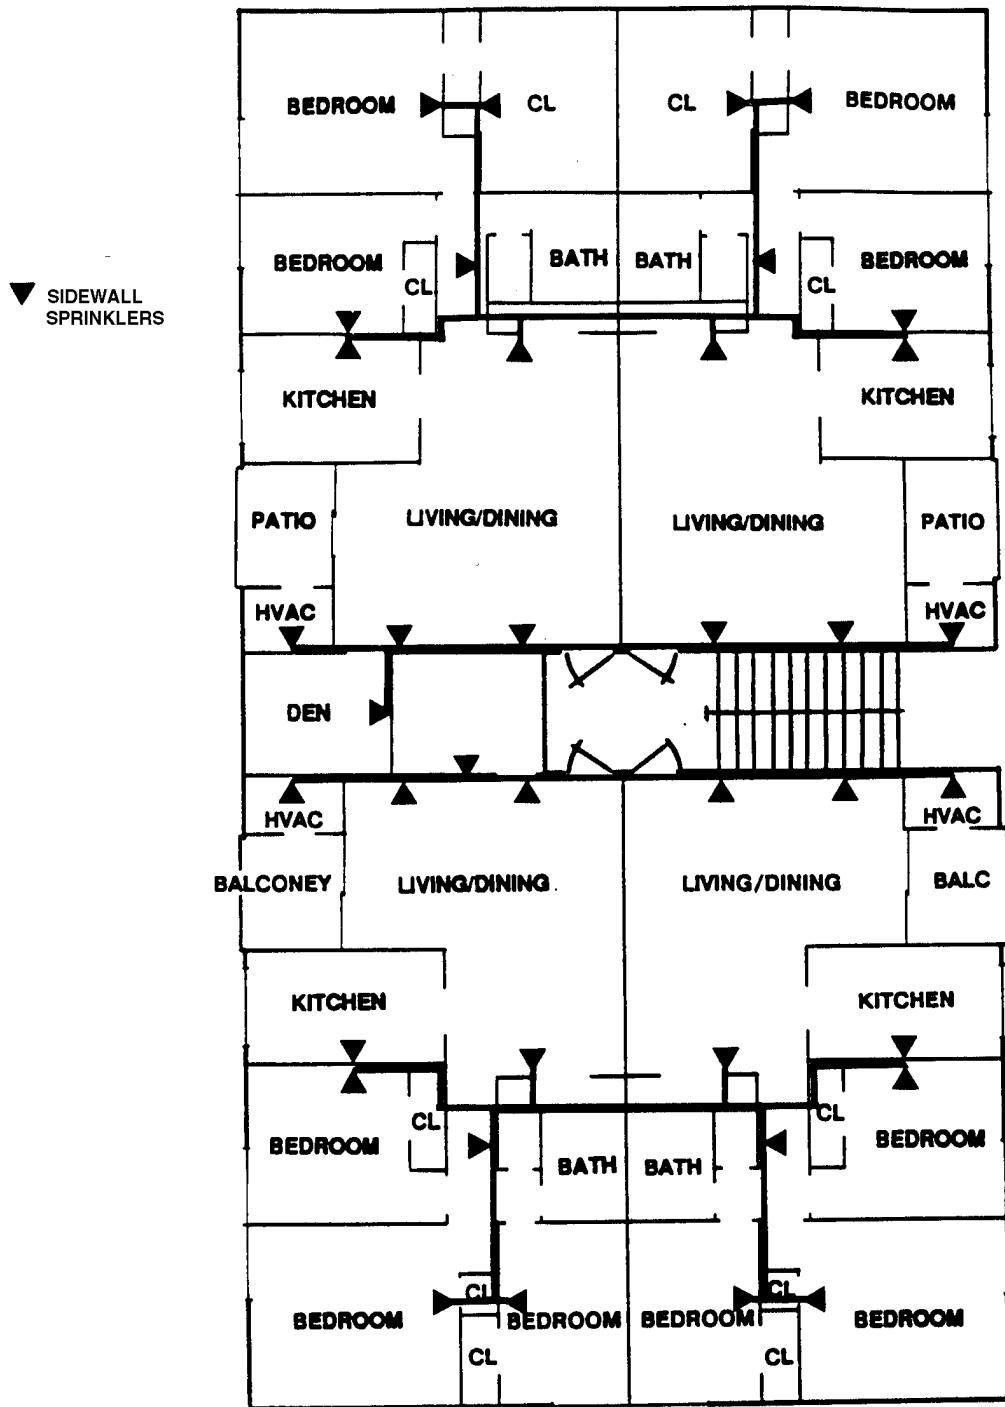 BEDROOM CL CL BEDROOM
BEDROOM BATH BATH BEDROOM
CL CL
SIDEWALL
SPRINKLERS
KITCHEN KITCHEN
PATIO LIVING/DINING LIVING/DINING PATIO
HVAC HVAC
DEN
HVAC HVAC
BALCONEY LIVING/DINING LIVING/DINING BALC
KITCHEN KITCHEN
CL CL
BEDROOM BATH BATH BEDROOM
CL CL
BEDROOM BEDROOM BEDROOM BEDROOM
CL CL